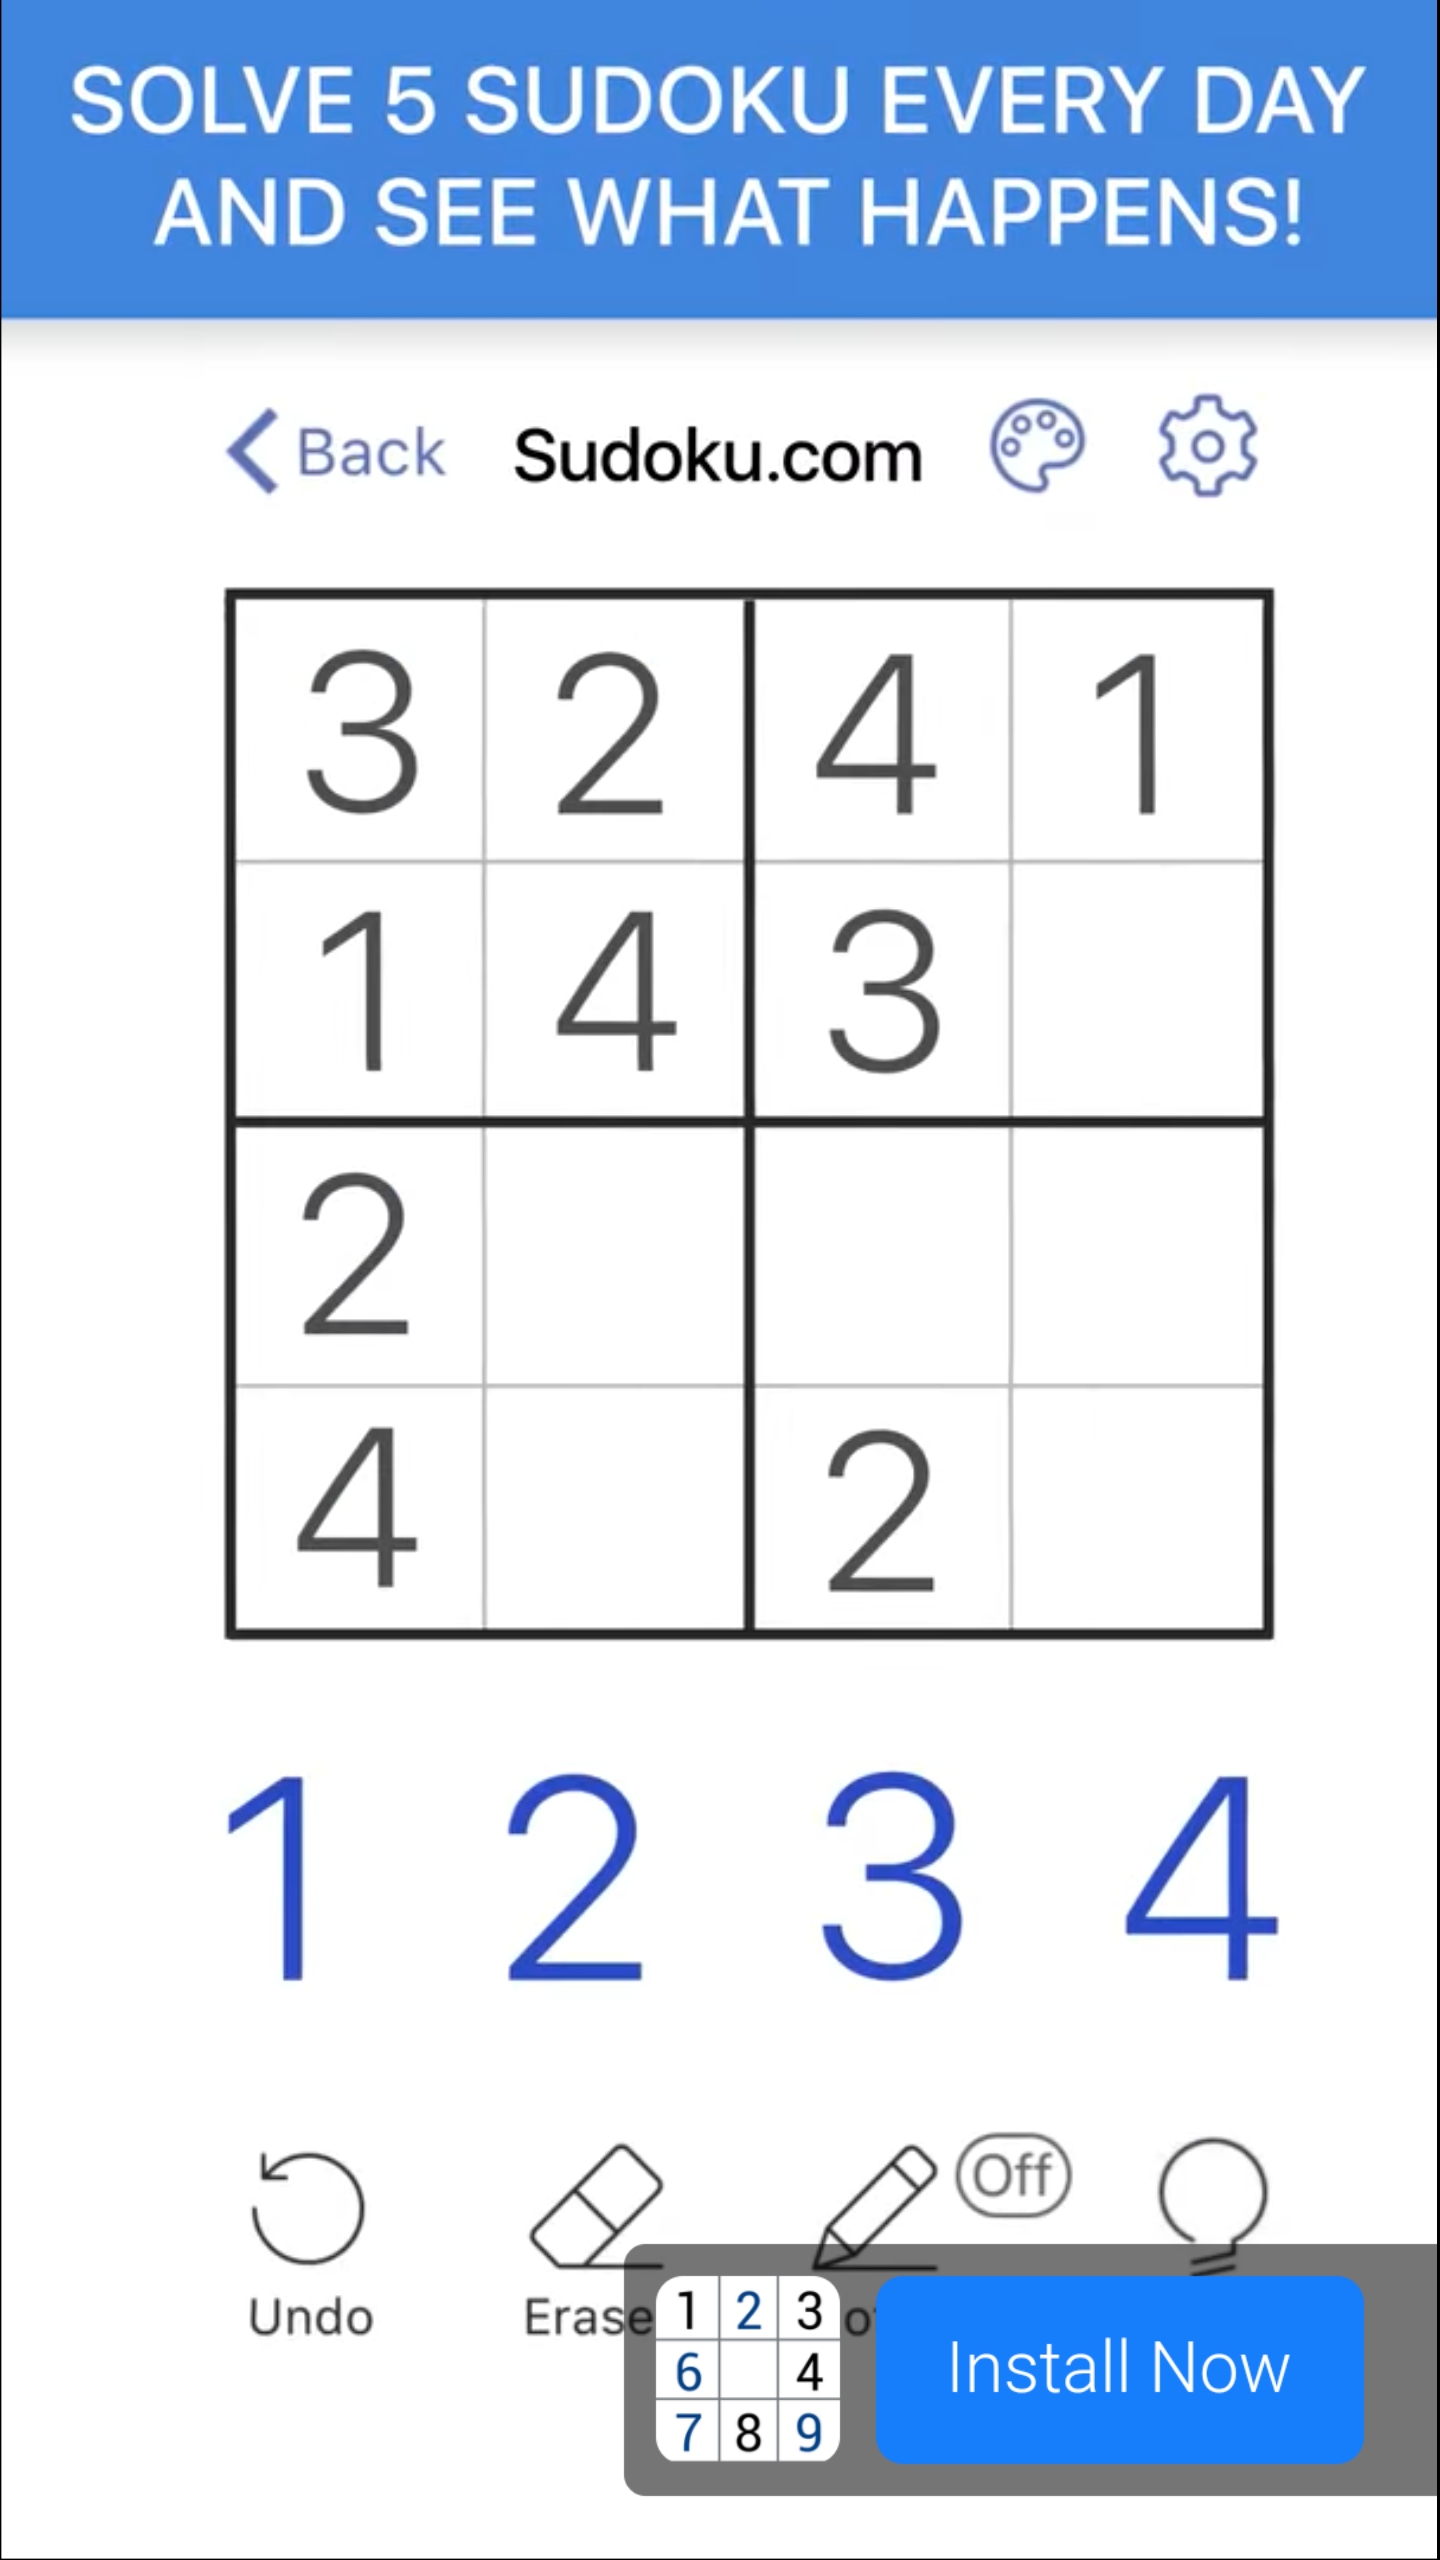 SOLVE 5 SUDOKU EVERY DAY
AND SEE WHAT HAPPENS!
Back Sudoku.com
3 2 4 1
1 4 3
2
4 2
1 2 3 4
Off
Undo Erase
1 2 3
6 4
7 8 9
Install Now